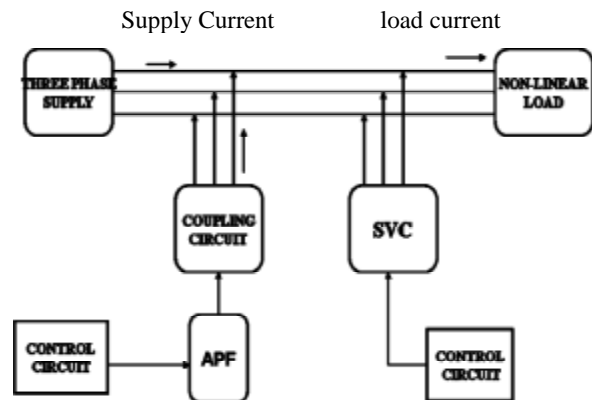 Supply Current
load current
THREE PHASE
SUPPLY
NON-LINEAR
LOAD
COUPLING
CIRCUIT
SVC
CONTROL
CIRCUIT
APF
CONTROL
CIRCUIT